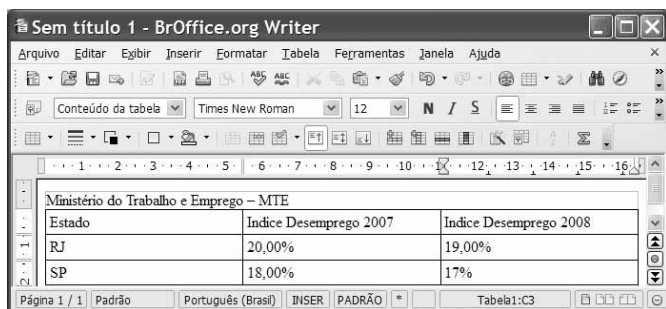 Sem título 1 - BrOffice.org Writer
Arquivo Editar Exibir Inserir Formatar Tabela Ferramentas Janela Ajuda
Conteúdo da tabela Times New Roman 12 N I S
1 2 3 4 5 6 7 8 9 10 11 12 13 14 15 16
Ministério do Trabalho e Emprego – MTE
Estado Indice Desemprego 2007 Indice Desemprego 2008
RJ 20,00% 19,00%
SP 18,00% 17%
Página 1 / 1 Padrão Português (Brasil) INSER PADRÃO * Tabela1:C3